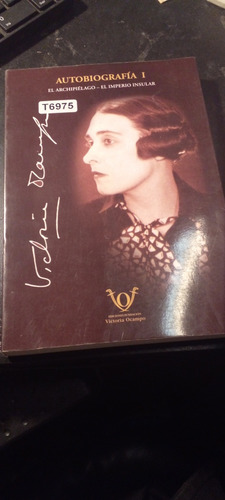 AUTOBIOGRAFÍA I
EL ARCHIPIÉLAGO – EL IMPERIO INSULAR
T6975
Victoria Ocampo
VO
Victoria Ocampo